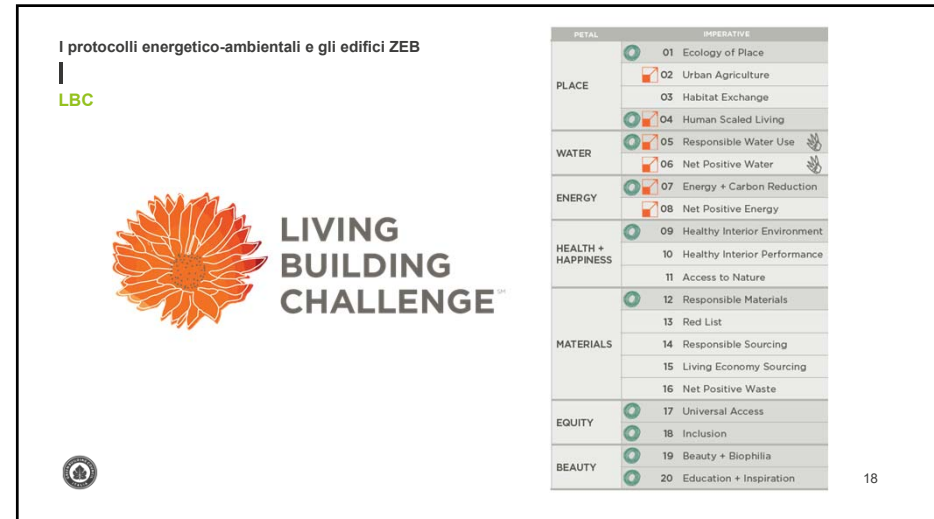 I protocolli energetico-ambientali e gli edifici ZEB
LBC
LIVING
BUILDING
CHALLENGE℠
PETAL IMPERATIVE
PLACE
01 Ecology of Place
02 Urban Agriculture
03 Habitat Exchange
04 Human Scaled Living
WATER
05 Responsible Water Use
06 Net Positive Water
ENERGY
07 Energy + Carbon Reduction
08 Net Positive Energy
HEALTH +
HAPPINESS
09 Healthy Interior Environment
10 Healthy Interior Performance
11 Access to Nature
MATERIALS
12 Responsible Materials
13 Red List
14 Responsible Sourcing
15 Living Economy Sourcing
16 Net Positive Waste
EQUITY
17 Universal Access
18 Inclusion
BEAUTY
19 Beauty + Biophilia
20 Education + Inspiration
18